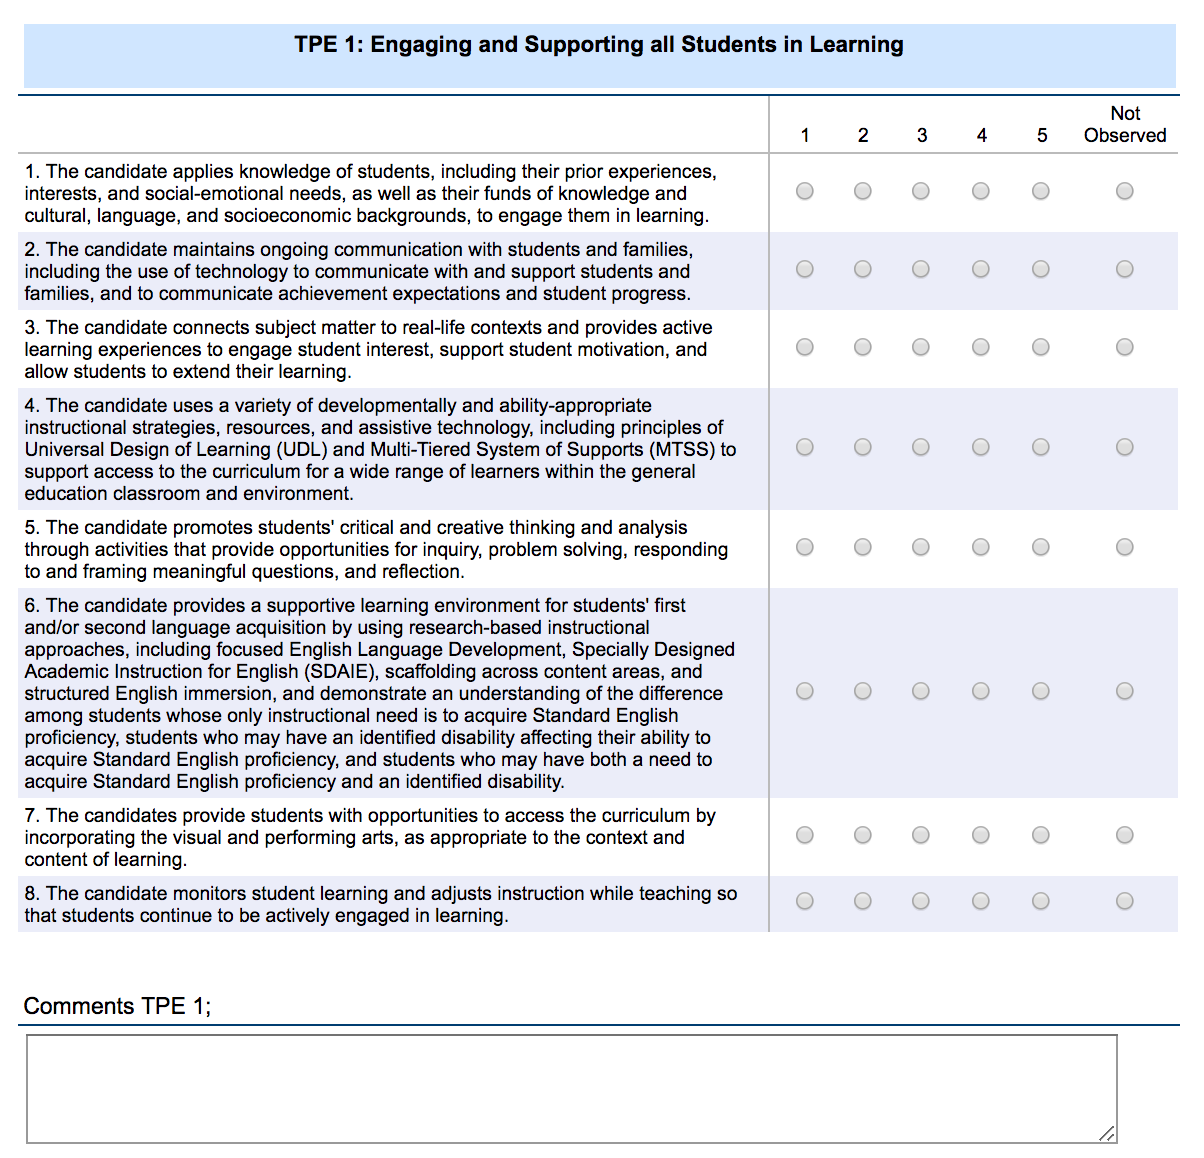 TPE 1: Engaging and Supporting all Students in Learning
1 2 3 4 5 Not Observed
1. The candidate applies knowledge of students, including their prior experiences,
interests, and social-emotional needs, as well as their funds of knowledge and
cultural, language, and socioeconomic backgrounds, to engage them in learning.
2. The candidate maintains ongoing communication with students and families,
including the use of technology to communicate with and support students and
families, and to communicate achievement expectations and student progress.
3. The candidate connects subject matter to real-life contexts and provides active
learning experiences to engage student interest, support student motivation, and
allow students to extend their learning.
4. The candidate uses a variety of developmentally and ability-appropriate
instructional strategies, resources, and assistive technology, including principles of
Universal Design of Learning (UDL) and Multi-Tiered System of Supports (MTSS) to
support access to the curriculum for a wide range of learners within the general
education classroom and environment.
5. The candidate promotes students' critical and creative thinking and analysis
through activities that provide opportunities for inquiry, problem solving, responding
to and framing meaningful questions, and reflection.
6. The candidate provides a supportive learning environment for students' first
and/or second language acquisition by using research-based instructional
approaches, including focused English Language Development, Specially Designed
Academic Instruction for English (SDAIE), scaffolding across content areas, and
structured English immersion, and demonstrate an understanding of the difference
among students whose only instructional need is to acquire Standard English
proficiency, students who may have an identified disability affecting their ability to
acquire Standard English proficiency, and students who may have both a need to
acquire Standard English proficiency and an identified disability.
7. The candidates provide students with opportunities to access the curriculum by
incorporating the visual and performing arts, as appropriate to the context and
content of learning.
8. The candidate monitors student learning and adjusts instruction while teaching so
that students continue to be actively engaged in learning.
Comments TPE 1;